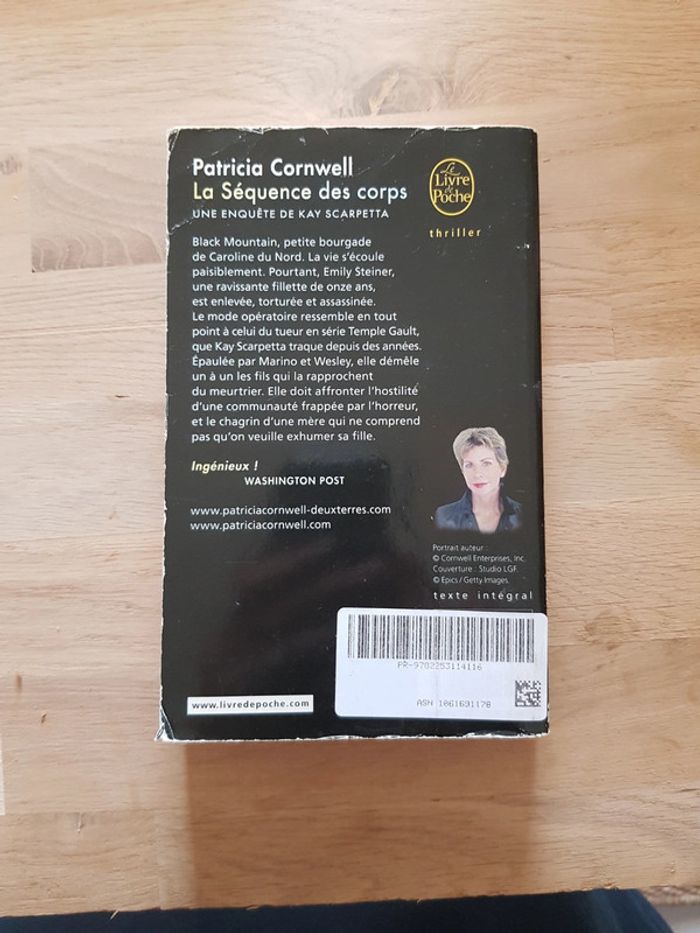 Patricia Cornwell
La Séquence des corps
UNE ENQUÊTE DE KAY SCARPETTA
Le
Livre
de
Poche
thriller
Black Mountain, petite bourgade
de Caroline du Nord. La vie s'écoule
paisiblement. Pourtant, Emily Steiner,
une ravissante fillette de onze ans,
est enlevée, torturée et assassinée.
Le mode opératoire ressemble en tout
point à celui du tueur en série Temple Gault,
que Kay Scarpetta traque depuis des années.
Épaulée par Marino et Wesley, elle démêle
un à un les fils qui la rapprochent
du meurtrier. Elle doit affronter l'hostilité
d'une communauté frappée par l'horreur,
et le chagrin d'une mère qui ne comprend
pas qu'on veuille exhumer sa fille.
Ingénieux !
WASHINGTON POST
www.patriciacornwell-deuxterres.com
www.patriciacornwell.com
Portrait auteur :
© Cornwell Enterprises, Inc.
Couverture : Studio LGF.
© Epics / Getty Images.
texte intégral
PR-9782253114116
ASN 1061691178
www.livredepoche.com